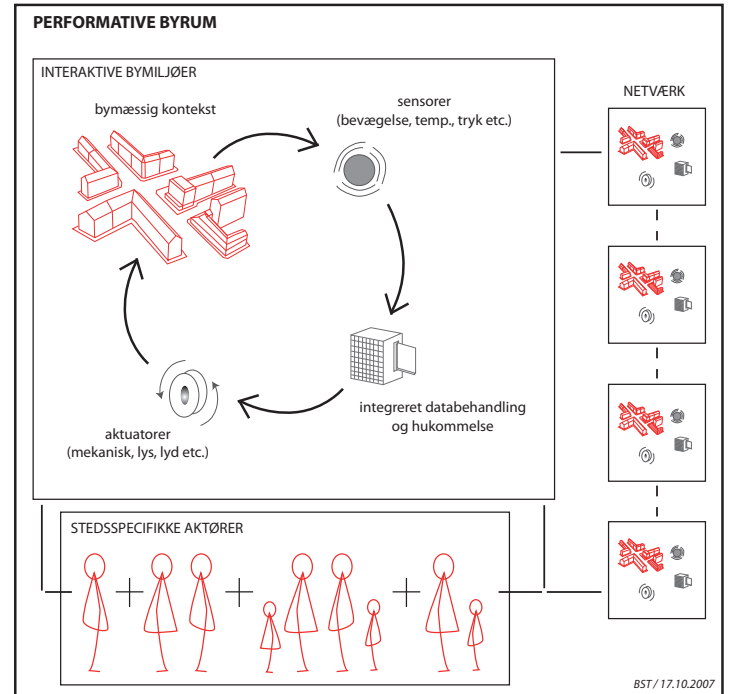 PERFORMATIVE BYRUM
INTERAKTIVE BYMILJØER
bymæssig kontekst
sensorer
(bevægelse, temp., tryk etc.)
integreret databehandling
og hukommelse
aktuatorer
(mekanisk, lys, lyd etc.)
NETVÆRK
STEDSSPECIFIKKE AKTØRER
BST / 17.10.2007